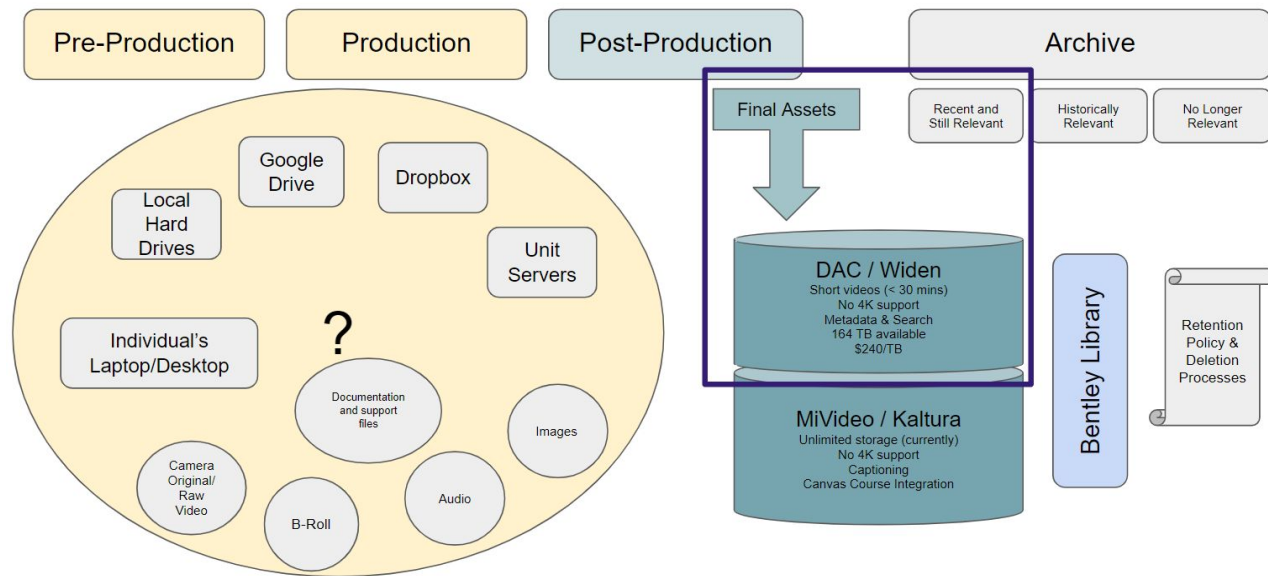 Pre-Production
Production
Post-Production
Archive
Final Assets
Recent and
Still Relevant
Historically
Relevant
No Longer
Relevant
Google
Drive
Dropbox
Local
Hard
Drives
Unit
Servers
Individual's
Laptop/Desktop
?
Documentation
and support
files
Images
Camera
Original/
Raw
Video
B-Roll
Audio
DAC / Widen
Short videos (< 30 mins)
No 4K support
Metadata & Search
164 TB available
$240/TB
MiVideo / Kaltura
Unlimited storage (currently)
No 4K support
Captioning
Canvas Course Integration
Bentley Library
Retention
Policy &
Deletion
Processes